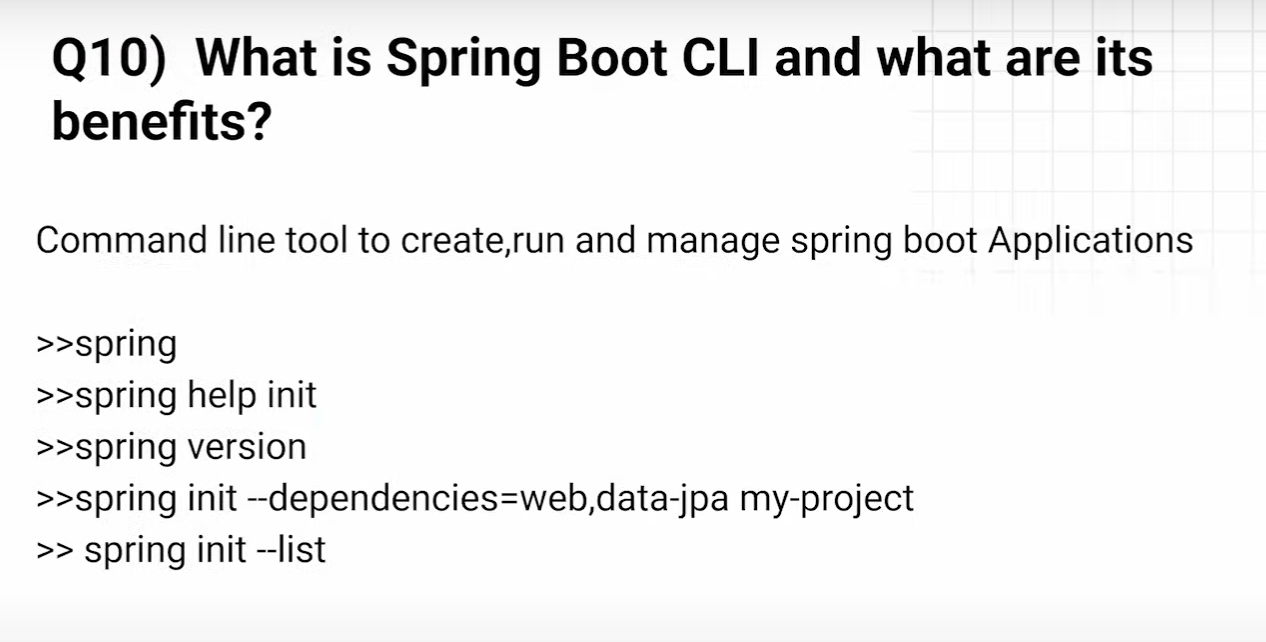 Q10)  What is Spring Boot CLI and what are its
benefits?
Command line tool to create,run and manage spring boot Applications
>>spring
>>spring help init
>>spring version
>>spring init --dependencies=web,data-jpa my-project
>> spring init --list